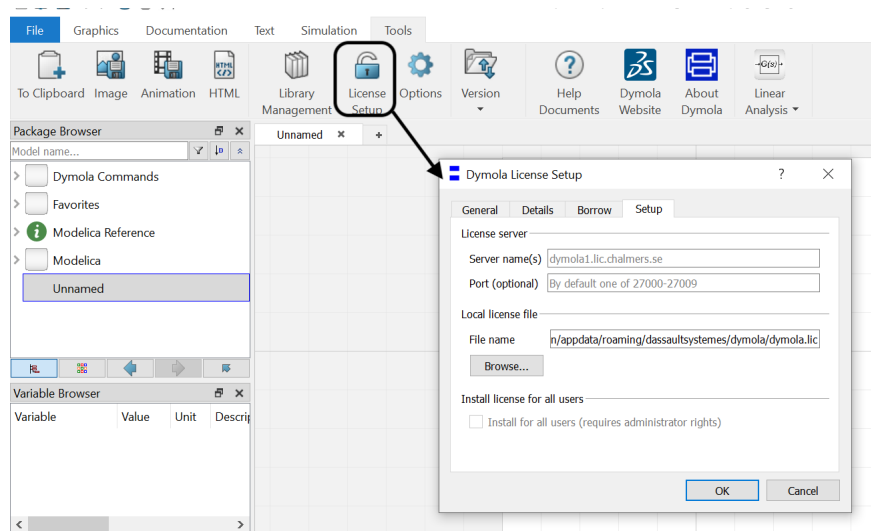 File Graphics Documentation Text Simulation Tools
To Clipboard Image Animation HTML Library Management License Setup Options Version Help Documents Dymola Website About Dymola Linear Analysis
HTML
</>
G(s)
Package Browser
Unnamed
Model name...
Dymola Commands
Favorites
Modelica Reference
Modelica
Unnamed
Variable Browser
Variable Value Unit Descrip
Dymola License Setup ?
General Details Borrow Setup
License server
Server name(s) dymola1.lic.chalmers.se
Port (optional) By default one of 27000-27009
Local license file
File name n/appdata/roaming/dassaultsystemes/dymola/dymola.lic
Browse...
Install license for all users
Install for all users (requires administrator rights)
OK Cancel